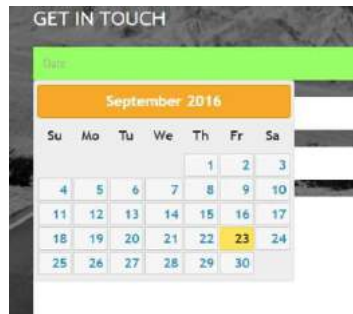 GET IN TOUCH
Date
September 2016
Su Mo Tu We Th Fr Sa
1 2 3
4 5 6 7 8 9 10
11 12 13 14 15 16 17
18 19 20 21 22 23 24
25 26 27 28 29 30